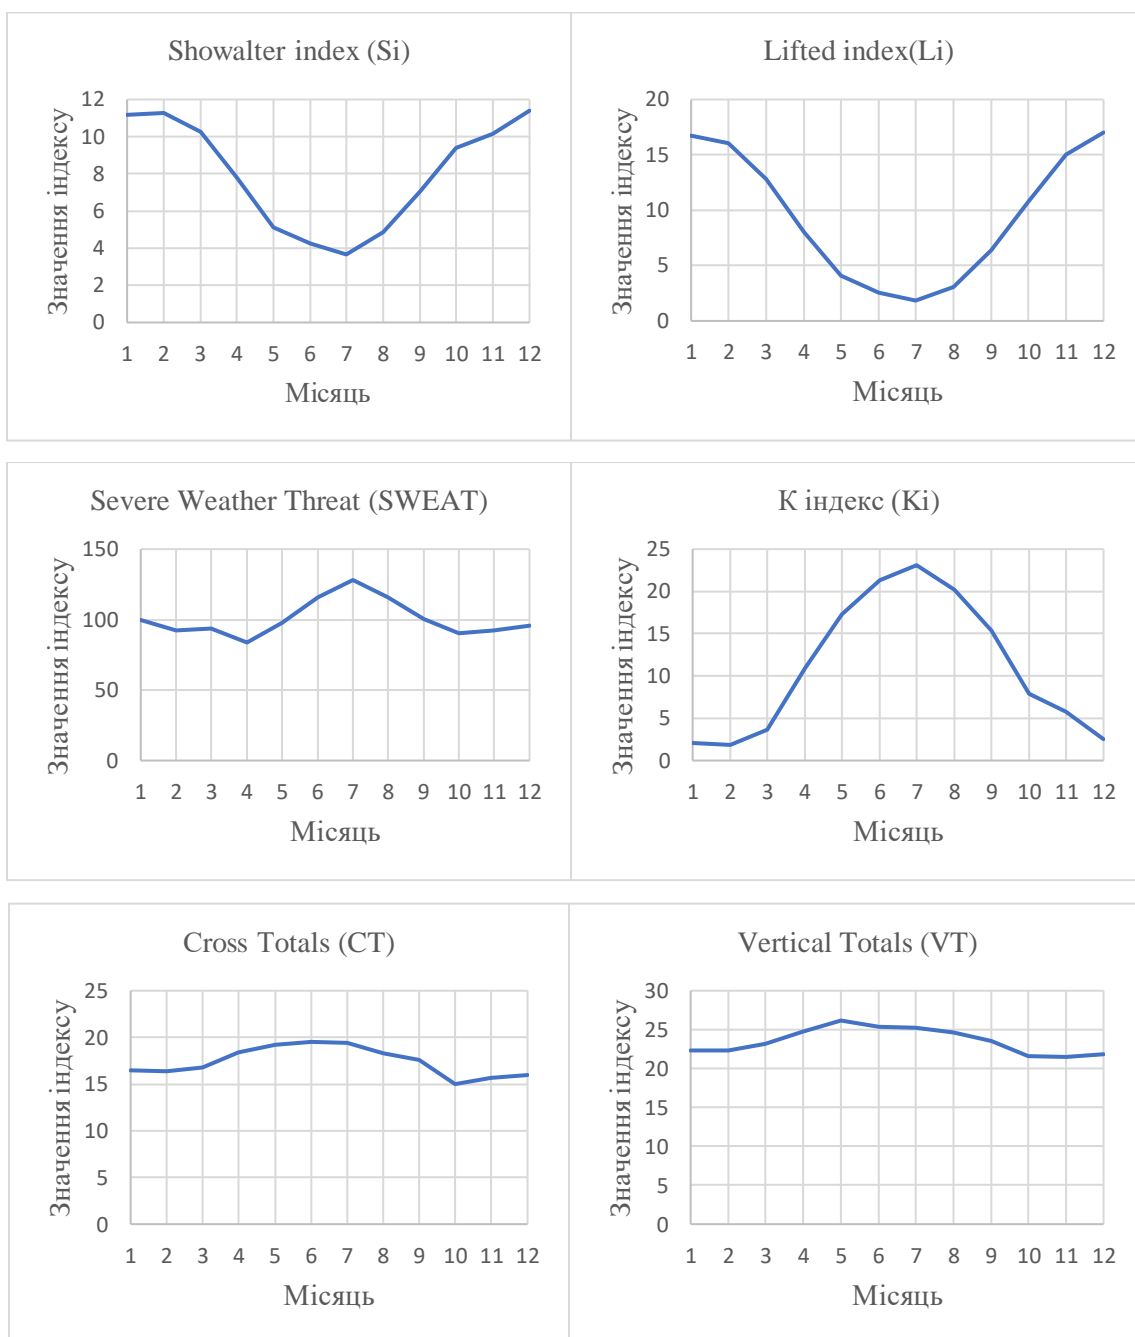 Showalter index (Si)
Значення індексу
12
10
8
6
4
2
0
1 2 3 4 5 6 7 8 9 10 11 12
Місяць
Lifted index(Li)
Значення індексу
20
15
10
5
0
1 2 3 4 5 6 7 8 9 10 11 12
Місяць
Severe Weather Threat (SWEAT)
Значення індексу
150
100
50
0
1 2 3 4 5 6 7 8 9 10 11 12
Місяць
К індекс (Ki)
Значення індексу
25
20
15
10
5
0
1 2 3 4 5 6 7 8 9 10 11 12
Місяць
Cross Totals (CT)
Значення індексу
25
20
15
10
5
0
1 2 3 4 5 6 7 8 9 10 11 12
Місяць
Vertical Totals (VT)
Значення індексу
30
25
20
15
10
5
0
1 2 3 4 5 6 7 8 9 10 11 12
Місяць